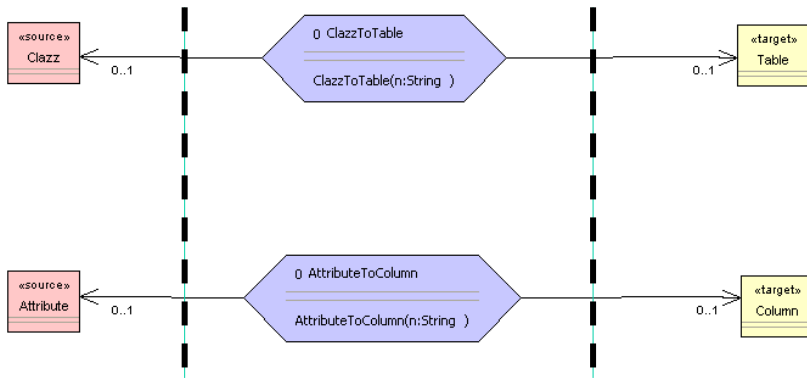 «source»
Clazz
0..1
0 ClazzToTable
ClazzToTable(n:String )
0..1
«target»
Table
«source»
Attribute
0..1
0 AttributeToColumn
AttributeToColumn(n:String )
0..1
«target»
Column